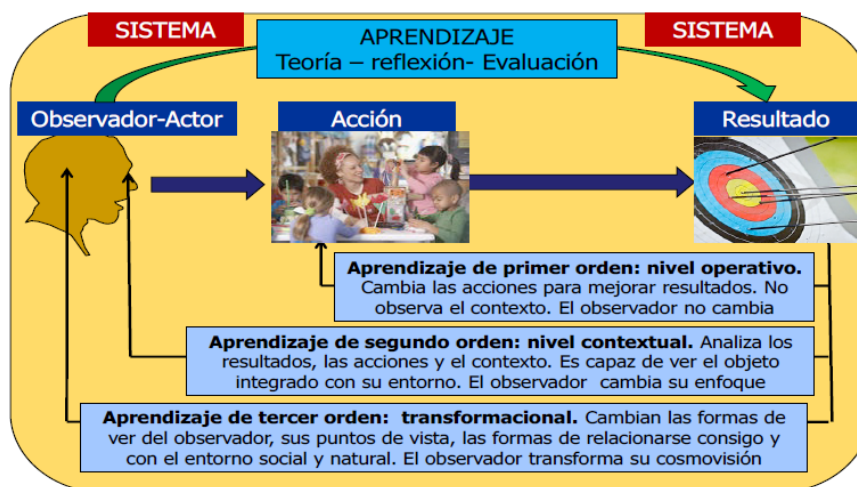 SISTEMA
APRENDIZAJE
Teoría – reflexión- Evaluación
SISTEMA
Observador-Actor
Acción
Resultado
Aprendizaje de primer orden: nivel operativo.
Cambia las acciones para mejorar resultados. No
observa el contexto. El observador no cambia
Aprendizaje de segundo orden: nivel contextual. Analiza los
resultados, las acciones y el contexto. Es capaz de ver el objeto
integrado con su entorno. El observador cambia su enfoque
Aprendizaje de tercer orden: transformacional. Cambian las formas de
ver del observador, sus puntos de vista, las formas de relacionarse consigo y
con el entorno social y natural. El observador transforma su cosmovisión